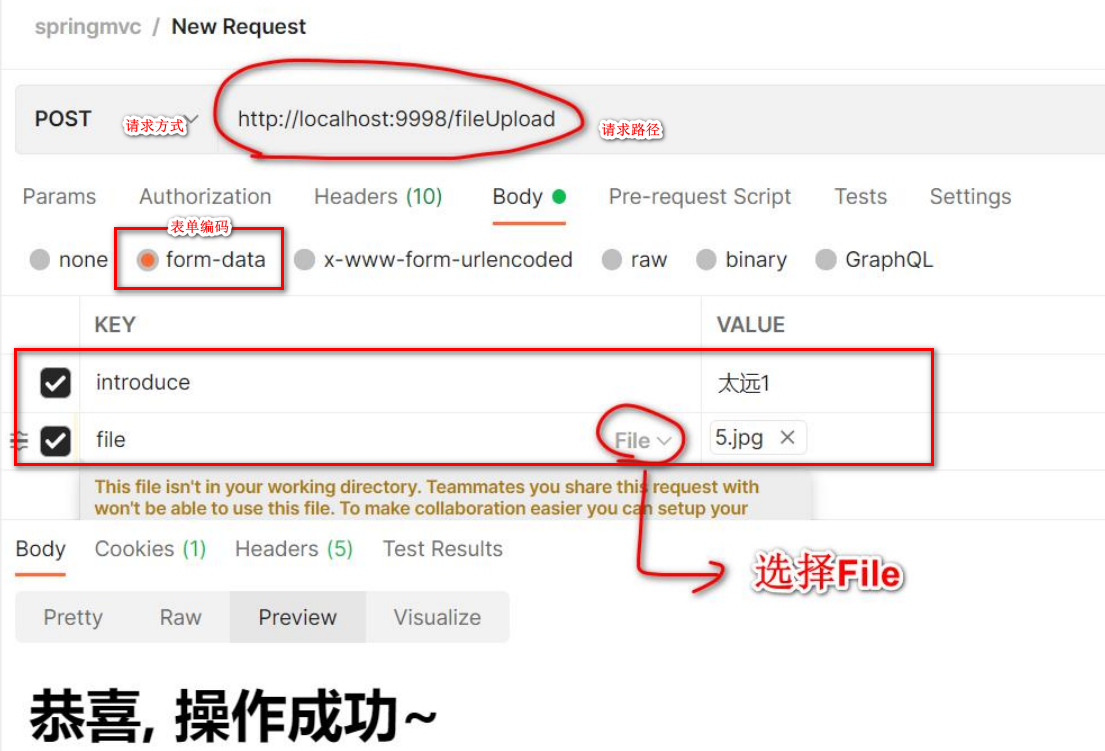 springmvc / New Request
POST 请求方式 http://localhost:9998/fileUpload 请求路径
Params Authorization Headers (10) Body Pre-request Script Tests Settings
表单编码
none form-data x-www-form-urlencoded raw binary GraphQL
KEY VALUE
introduce 太远1
file File 5.jpg
This file isn't in your working directory. Teammates you share this request with
won't be able to use this file. To make collaboration easier you can setup your
Body Cookies (1) Headers (5) Test Results
选择File
Pretty Raw Preview Visualize
恭喜, 操作成功~